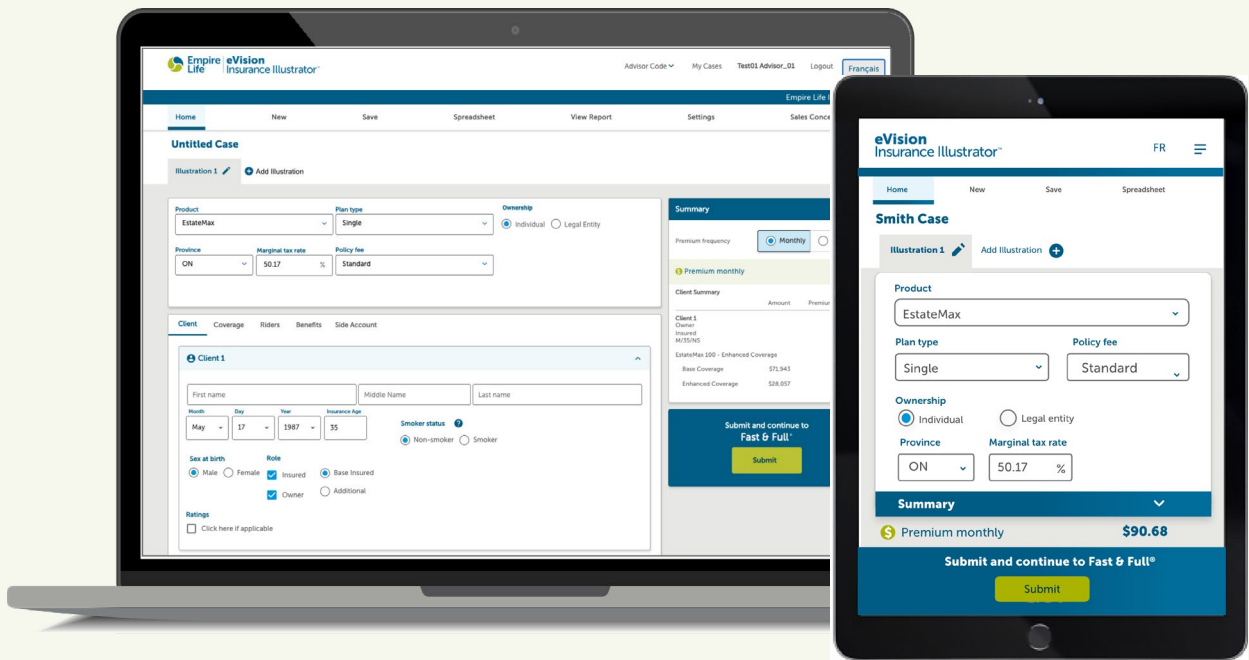 Empire Life
eVision
Insurance Illustrator™
Advisor Code
My Cases
Test01 Advisor_01
Logout
Français
Empire Life
Home
New
Save
Spreadsheet
View Report
Settings
Sales Conce
Untitled Case
Illustration 1
Add Illustration
Product
Plan type
Ownership
EstateMax
Single
Individual
Legal Entity
Province
Marginal tax rate
Policy fee
ON
50.17 %
Standard
Client
Coverage
Riders
Benefits
Side Account
Client 1
First name
Middle Name
Last name
Month
Day
Year
Insurance Age
May
17
1987
35
Smoker status
?
Non-smoker
Smoker
Sex at birth
Role
Male
Female
Insured
Base Insured
Owner
Additional
Ratings
Click here if applicable
Summary
Premium frequency
Monthly
$ Premium monthly
Client Summary
Amount
Premium
Client 1
Owner
Insured
M/35/NS
EstateMax 100 - Enhanced Coverage
Base Coverage $71,943
Enhanced Coverage $28,057
Submit and continue to
Fast & Full
Submit
eVision
Insurance Illustrator™
FR
Home
New
Save
Spreadsheet
Smith Case
Illustration 1
Add Illustration
Product
EstateMax
Plan type
Policy fee
Single
Standard
Ownership
Individual
Legal entity
Province
Marginal tax rate
ON
50.17 %
Summary
$ Premium monthly $90.68
Submit and continue to Fast & Full®
Submit